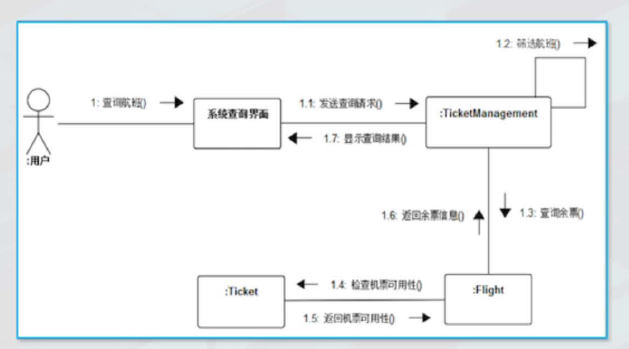 1.2: 筛选航班()
1: 查询航班()
1.1: 发送查询请求()
系统查询界面
:TicketManagement
1.7: 显示查询结果()
:用户
1.6: 返回余票信息()
1.3: 查询余票()
1.4: 检查机票可用性()
:Ticket
:Flight
1.5: 返回机票可用性()